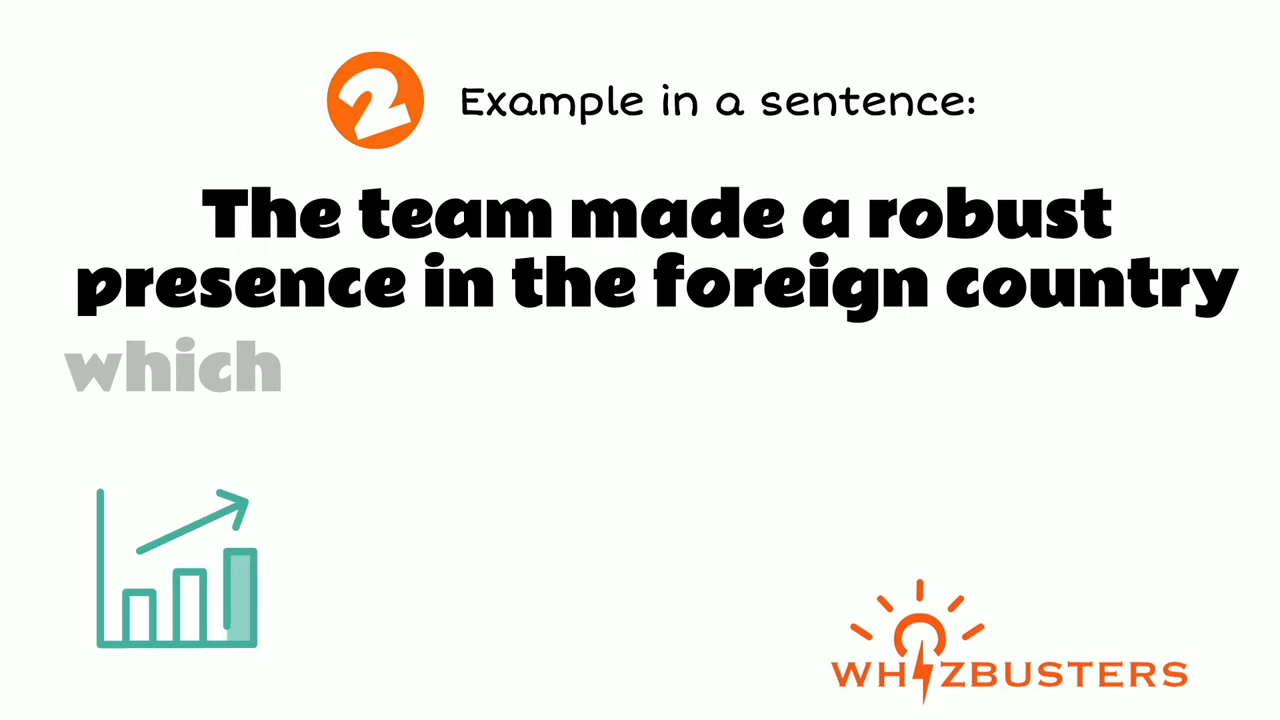 2 Example in a sentence:
The team made a robust
presence in the foreign country
which
WHIZBUSTERS